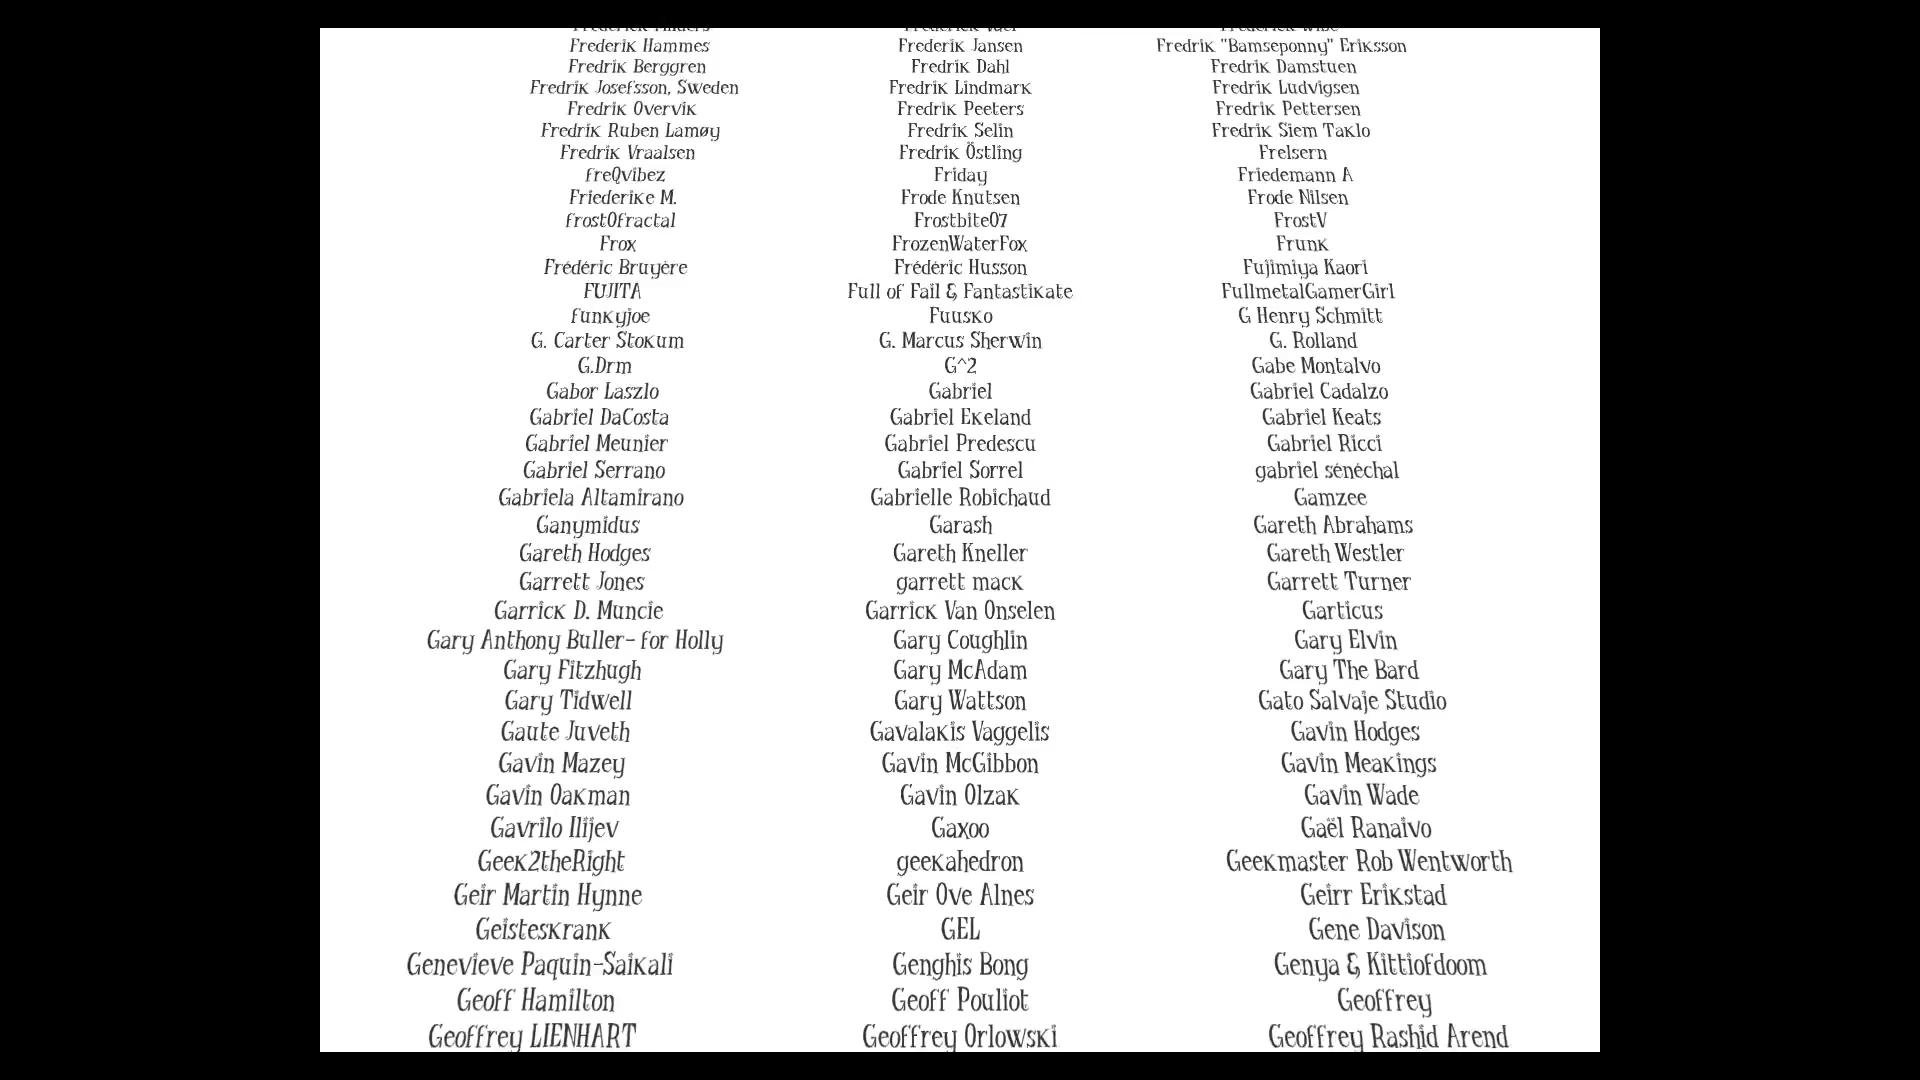 Frederik Hammes Frederik Jansen Fredrik "Bamseponny" Eriksson
Fredrik Berggren Fredrik Dahl Fredrik Damstuen
Fredrik Josefsson, Sweden Fredrik Lindmark Fredrik Ludvigsen
Fredrik Overvik Fredrik Peeters Fredrik Pettersen
Fredrik Ruben Lamøy Fredrik Selin Fredrik Siem Taklo
Fredrik Vraalsen Fredrik Östling Frelsern
freQvibez Friday Friedemann A
Friederike M. Frode Knutsen Frode Nilsen
frost0fractal Frostbite07 FrostV
Frox FrozenWaterFox Frunk
Frédéric Bruyère Frédéric Husson Fujimiya Kaori
FUJITA Full of Fail & Fantastikate FullmetalGamerGirl
funkyjoe Fuusko G Henry Schmitt
G. Carter Stokum G. Marcus Sherwin G. Rolland
G.Drm G^2 Gabe Montalvo
Gabor Laszlo Gabriel Gabriel Cadalzo
Gabriel DaCosta Gabriel Ekeland Gabriel Keats
Gabriel Meunier Gabriel Predescu Gabriel Ricci
Gabriel Serrano Gabriel Sorrel gabriel sénéchal
Gabriela Altamirano Gabrielle Robichaud Gamzee
Ganymidus Garash Gareth Abrahams
Gareth Hodges Gareth Kneller Gareth Westler
Garrett Jones garrett mack Garrett Turner
Garrick D. Muncie Garrick Van Onselen Garticus
Gary Anthony Buller- for Holly Gary Coughlin Gary Elvin
Gary Fitzhugh Gary McAdam Gary The Bard
Gary Tidwell Gary Wattson Gato Salvaje Studio
Gaute Juveth Gavalakis Vaggelis Gavin Hodges
Gavin Mazey Gavin McGibbon Gavin Meakings
Gavin Oakman Gavin Olzak Gavin Wade
Gavrilo Ilijev Gaxoo Gaël Ranaivo
Geek2theRight geekahedron Geekmaster Rob Wentworth
Geir Martin Hynne Geir Ove Alnes Geirr Erikstad
Geisteskrank GEL Gene Davison
Genevieve Paquin-Saikali Genghis Bong Genya & Kittiofdoom
Geoff Hamilton Geoff Pouliot Geoffrey
Geoffrey LIENHART Geoffrey Orlowski Geoffrey Rashid Arend